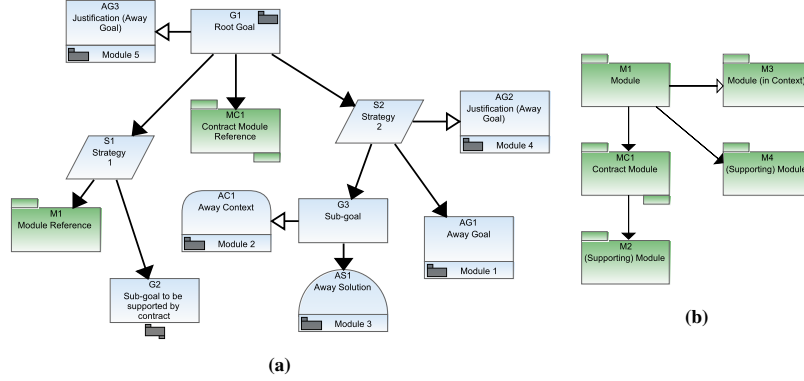 AG3
Justification (Away
Goal)
Module 5
G1
Root Goal
MC1
Contract Module
Reference
S2
Strategy
2
AG2
Justification (Away
Goal)
Module 4
S1
Strategy
1
M1
Module Reference
AC1
Away Context
Module 2
G3
Sub-goal
AG1
Away Goal
Module 1
G2
Sub-goal to be
supported by
contract
AS1
Away Solution
Module 3
(a)
M1
Module
M3
Module (in Context)
MC1
Contract Module
M4
(Supporting) Module
M2
(Supporting) Module
(b)